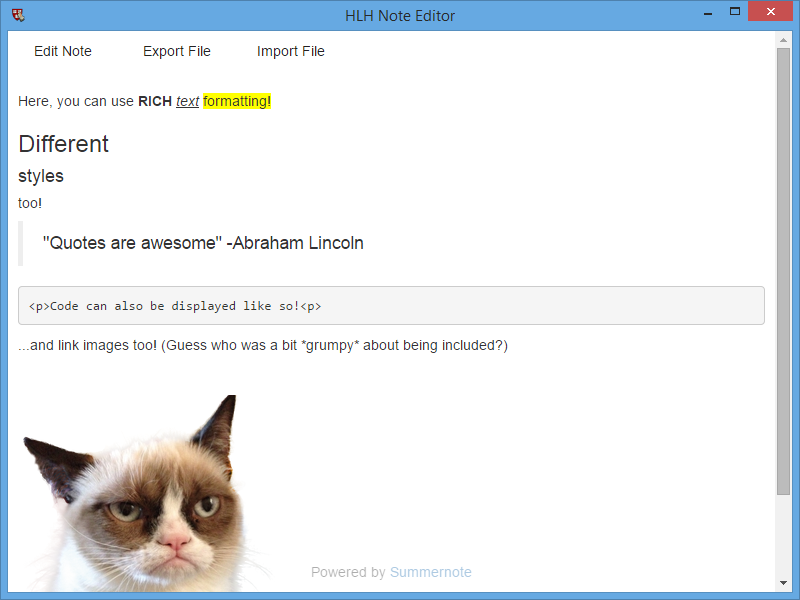 HLH Note Editor
Edit Note Export File Import File
Here, you can use RICH text formatting!
Different
styles
too!
"Quotes are awesome" -Abraham Lincoln
<p>Code can also be displayed like so!<p>
...and link images too! (Guess who was a bit *grumpy* about being included?)
Powered by Summernote